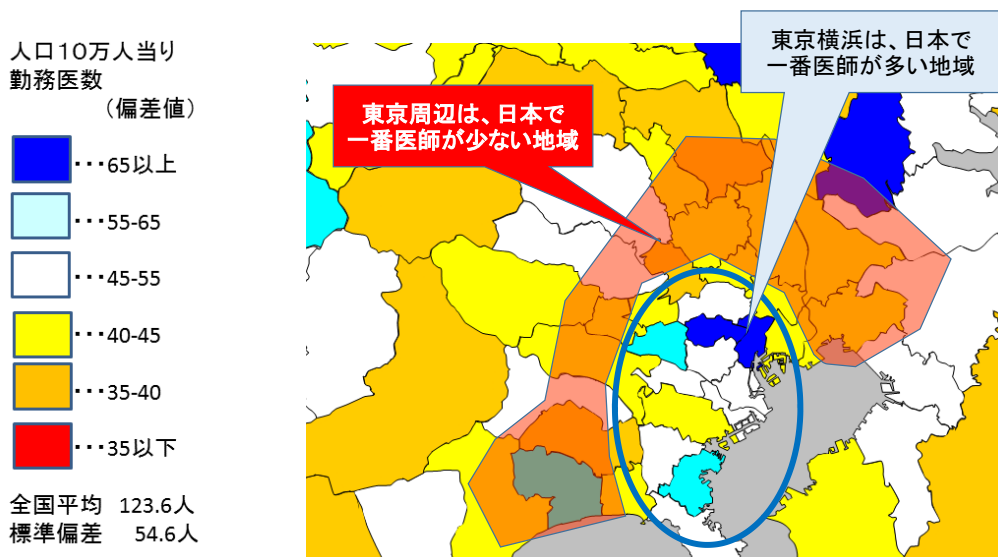 人口１０万人当り
勤務医数
（偏差値）
･･･65以上
･･･55-65
･･･45-55
･･･40-45
･･･35-40
･･･35以下
全国平均 123.6人
標準偏差 54.6人
東京周辺は、日本で
一番医師が少ない地域
東京横浜は、日本で
一番医師が多い地域